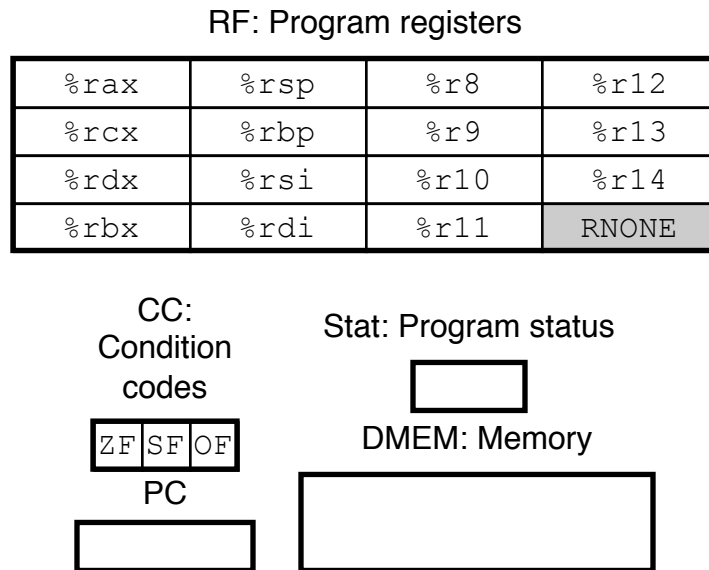 RF: Program registers
%rax %rsp %r8 %r12
%rcx %rbp %r9 %r13
%rdx %rsi %r10 %r14
%rbx %rdi %r11 RNONE
CC:
Condition
codes
ZF SF OF
Stat: Program status
DMEM: Memory
PC